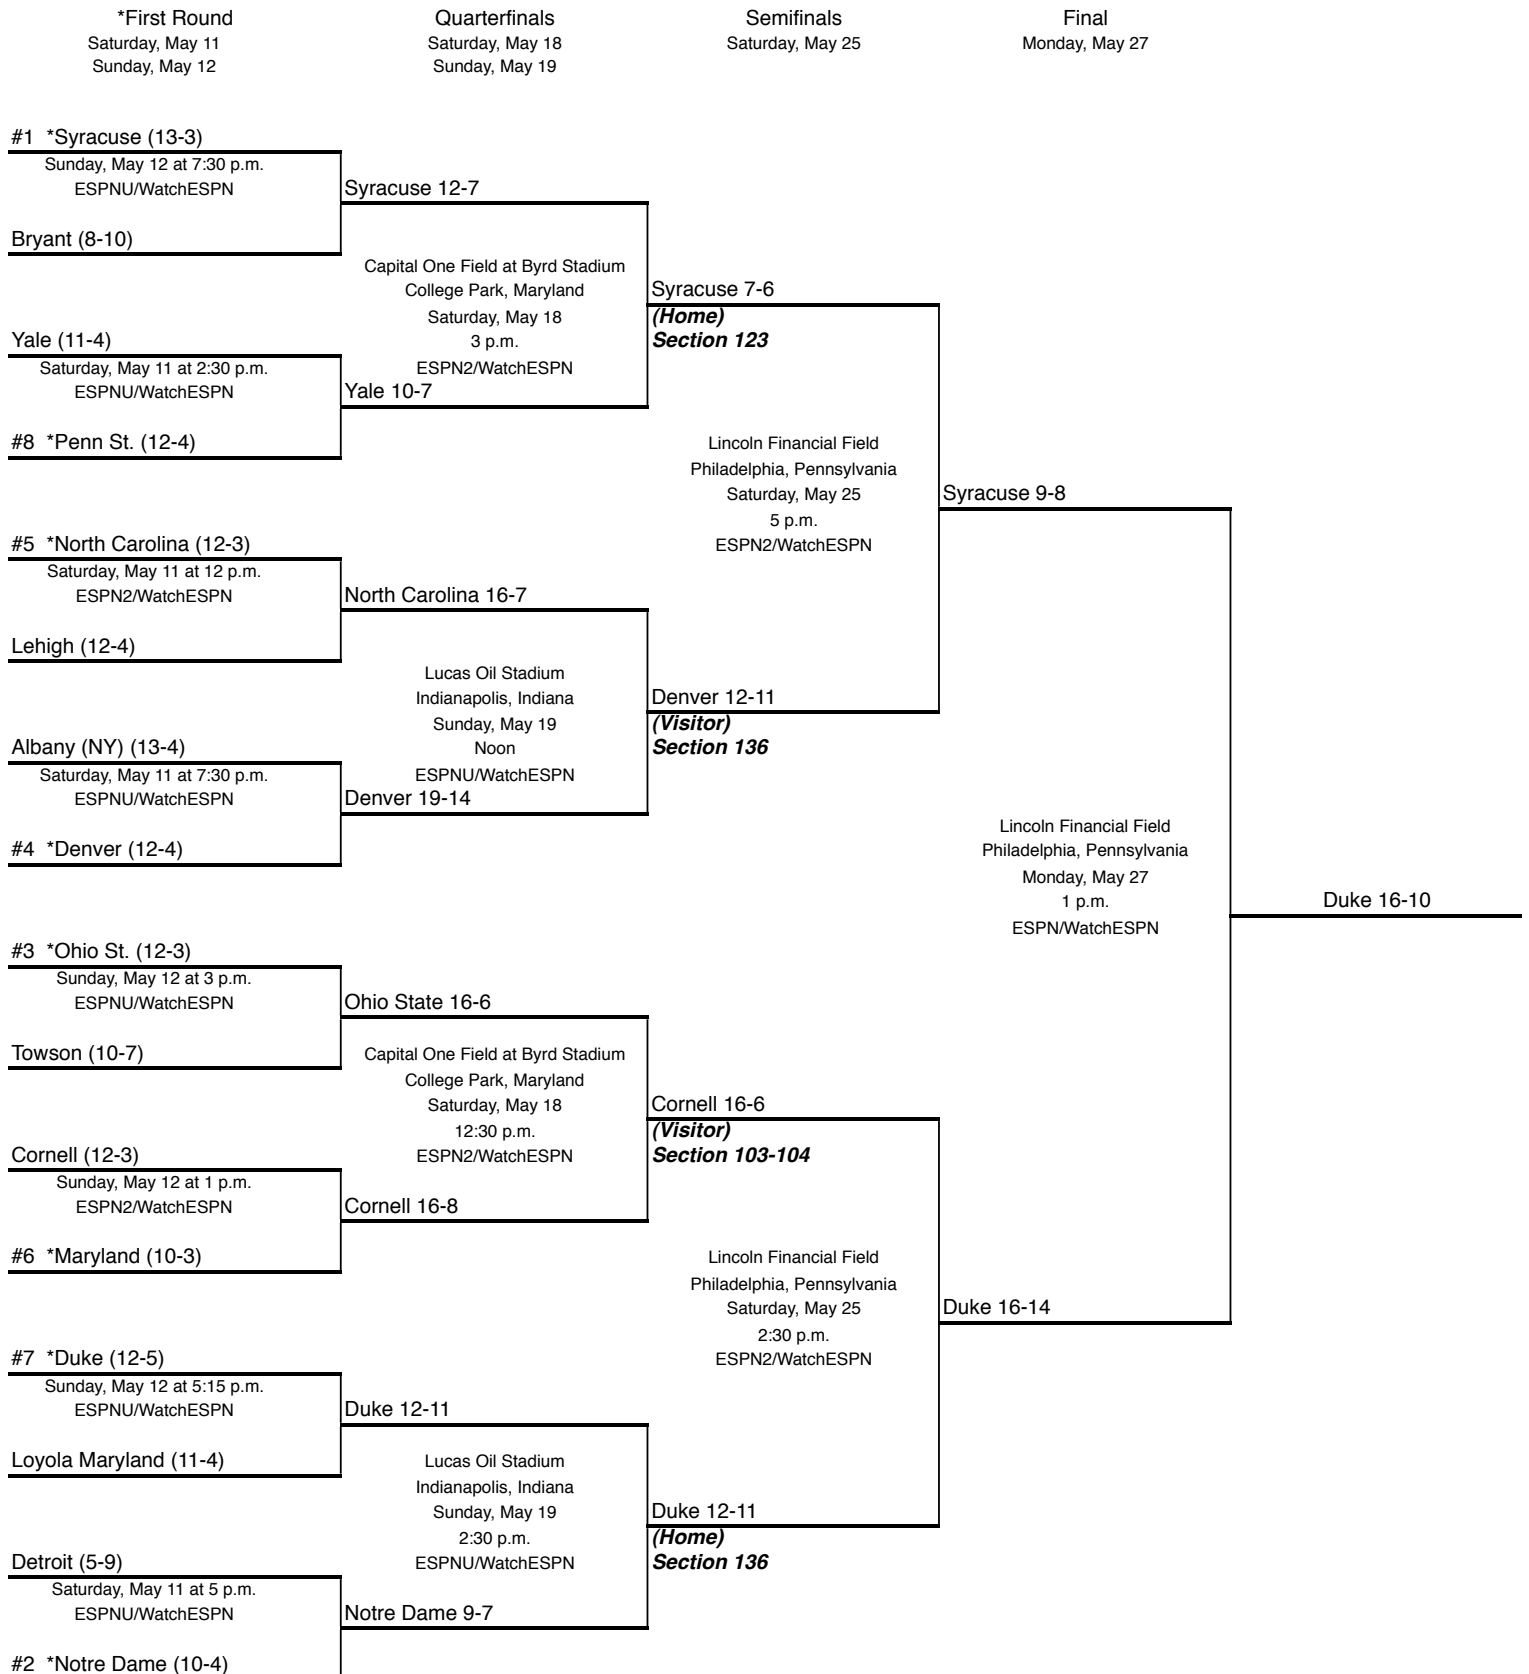 *First Round
Saturday, May 11
Sunday, May 12
Quarterfinals
Saturday, May 18
Sunday, May 19
Semifinals
Saturday, May 25
Final
Monday, May 27
#1 *Syracuse (13-3)
Sunday, May 12 at 7:30 p.m.
ESPNU/WatchESPN
Bryant (8-10)
Yale (11-4)
Saturday, May 11 at 2:30 p.m.
ESPNU/WatchESPN
#8 *Penn St. (12-4)
#5 *North Carolina (12-3)
Saturday, May 11 at 12 p.m.
ESPN2/WatchESPN
Lehigh (12-4)
Albany (NY) (13-4)
Saturday, May 11 at 7:30 p.m.
ESPNU/WatchESPN
#4 *Denver (12-4)
#3 *Ohio St. (12-3)
Sunday, May 12 at 3 p.m.
ESPNU/WatchESPN
Towson (10-7)
Cornell (12-3)
Sunday, May 12 at 1 p.m.
ESPN2/WatchESPN
#6 *Maryland (10-3)
#7 *Duke (12-5)
Sunday, May 12 at 5:15 p.m.
ESPNU/WatchESPN
Loyola Maryland (11-4)
Detroit (5-9)
Saturday, May 11 at 5 p.m.
ESPNU/WatchESPN
#2 *Notre Dame (10-4)
Syracuse 12-7
Capital One Field at Byrd Stadium
College Park, Maryland
Saturday, May 18
3 p.m.
ESPN2/WatchESPN
Yale 10-7
North Carolina 16-7
Lucas Oil Stadium
Indianapolis, Indiana
Sunday, May 19
Noon
ESPNU/WatchESPN
Denver 19-14
Ohio State 16-6
Capital One Field at Byrd Stadium
College Park, Maryland
Saturday, May 18
12:30 p.m.
ESPN2/WatchESPN
Cornell 16-8
Duke 12-11
Lucas Oil Stadium
Indianapolis, Indiana
Sunday, May 19
2:30 p.m.
ESPNU/WatchESPN
Notre Dame 9-7
Syracuse 7-6
(Home)
Section 123
Lincoln Financial Field
Philadelphia, Pennsylvania
Saturday, May 25
5 p.m.
ESPN2/WatchESPN
Denver 12-11
(Visitor)
Section 136
Cornell 16-6
(Visitor)
Section 103-104
Lincoln Financial Field
Philadelphia, Pennsylvania
Saturday, May 25
2:30 p.m.
ESPN2/WatchESPN
Duke 12-11
(Home)
Section 136
Syracuse 9-8
Lincoln Financial Field
Philadelphia, Pennsylvania
Monday, May 27
1 p.m.
ESPN/WatchESPN
Duke 16-14
Duke 16-10